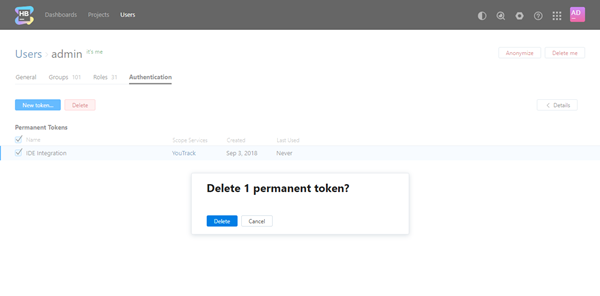 HB Dashboards Projects Users AD
Users › admin it's me Anonymize Delete me
General Groups 101 Roles 31 Authentication
New token... Delete < Details
Permanent Tokens
Name Scope Services Created Last Used
IDE Integration YouTrack Sep 3, 2018 Never
Delete 1 permanent token?
Delete Cancel